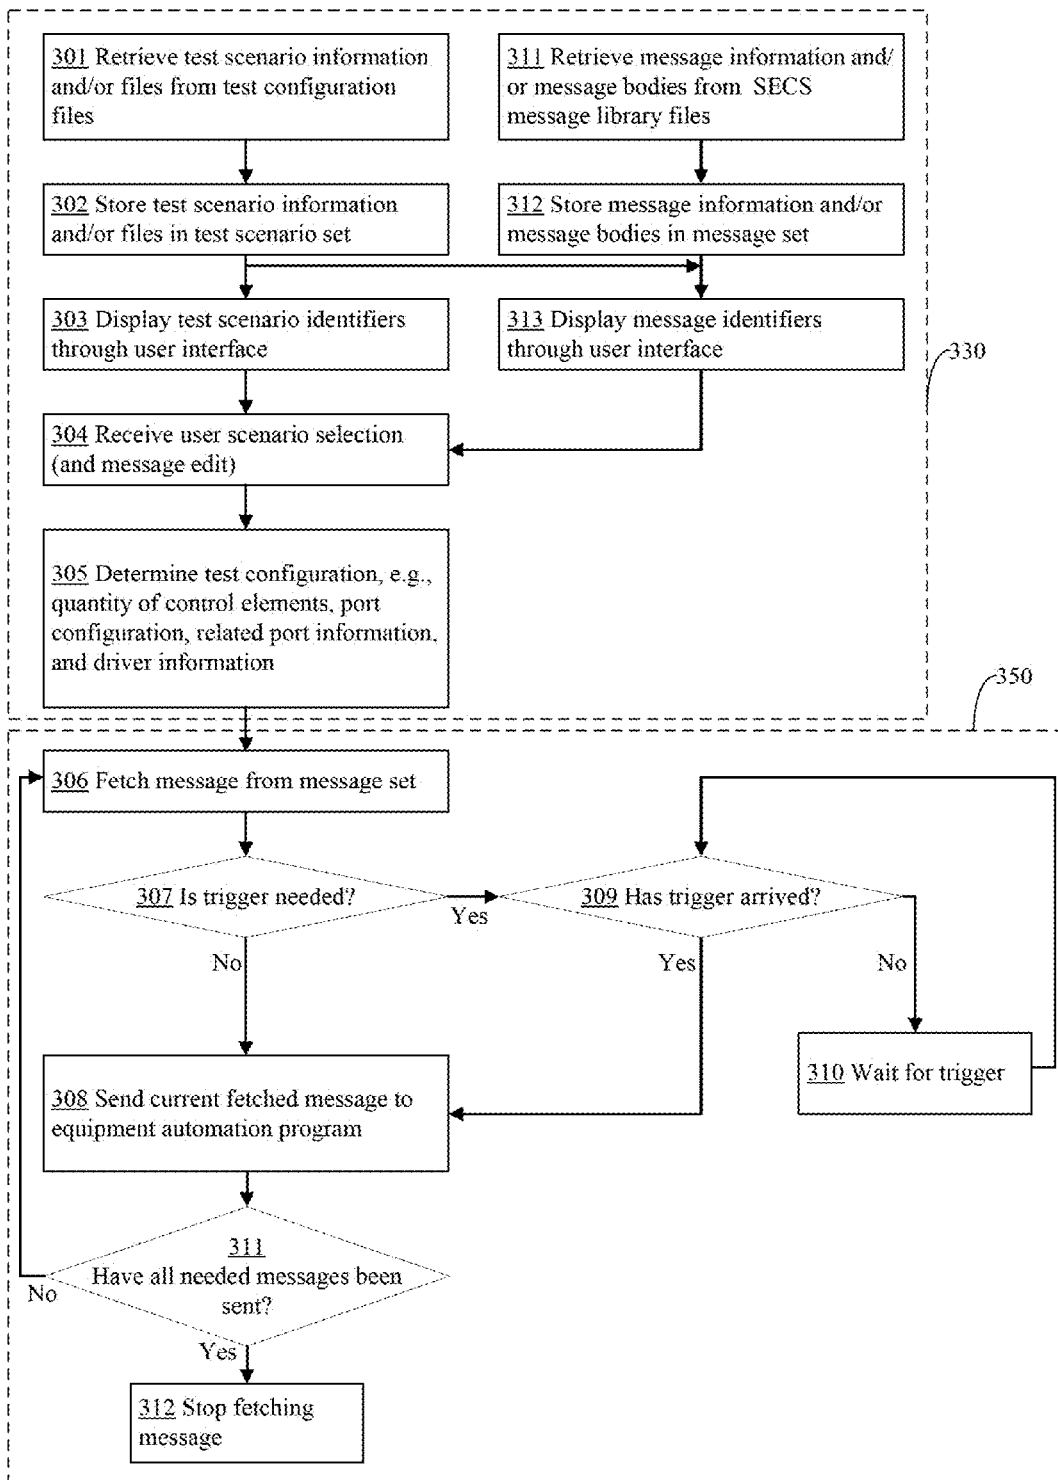 301 Retrieve test scenario information
and/or files from test configuration
files
311 Retrieve message information and/
or message bodies from SECS
message library files
302 Store test scenario information
and/or files in test scenario set
312 Store message information and/or
message bodies in message set
303 Display test scenario identifiers
through user interface
313 Display message identifiers
through user interface
330
304 Receive user scenario selection
(and message edit)
305 Determine test configuration, e.g.,
quantity of control elements, port
configuration, related port information,
and driver information
350
306 Fetch message from message set
307 Is trigger needed?
Yes
309 Has trigger arrived?
No
Yes
No
310 Wait for trigger
308 Send current fetched message to
equipment automation program
311
Have all needed messages been
sent?
No
Yes
312 Stop fetching
message